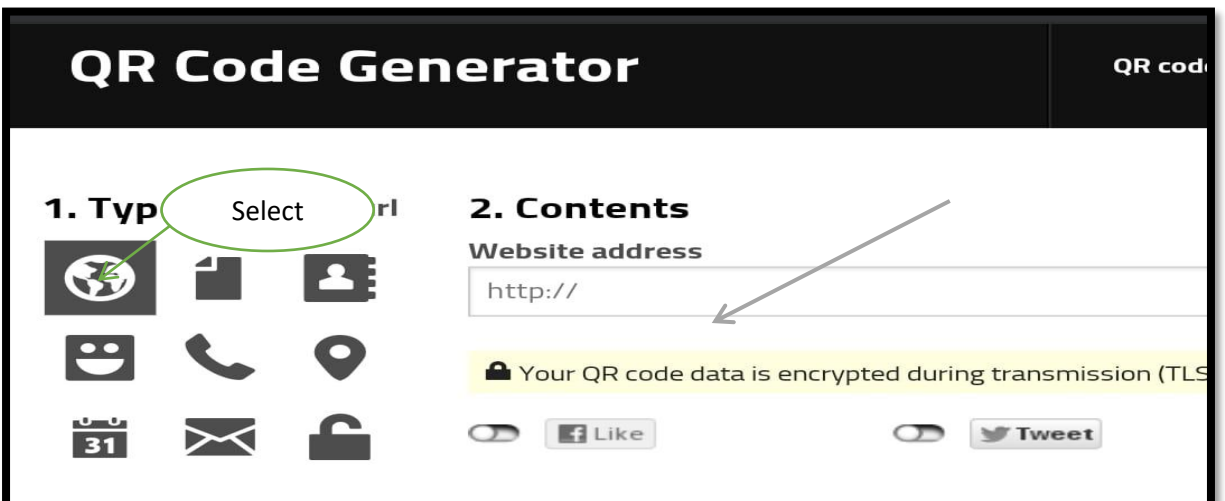 QR Code Generator
QR cod
1. Typ
Select
rl
2. Contents
Website address
http://
Your QR code data is encrypted during transmission (TLS
31
Like
Tweet